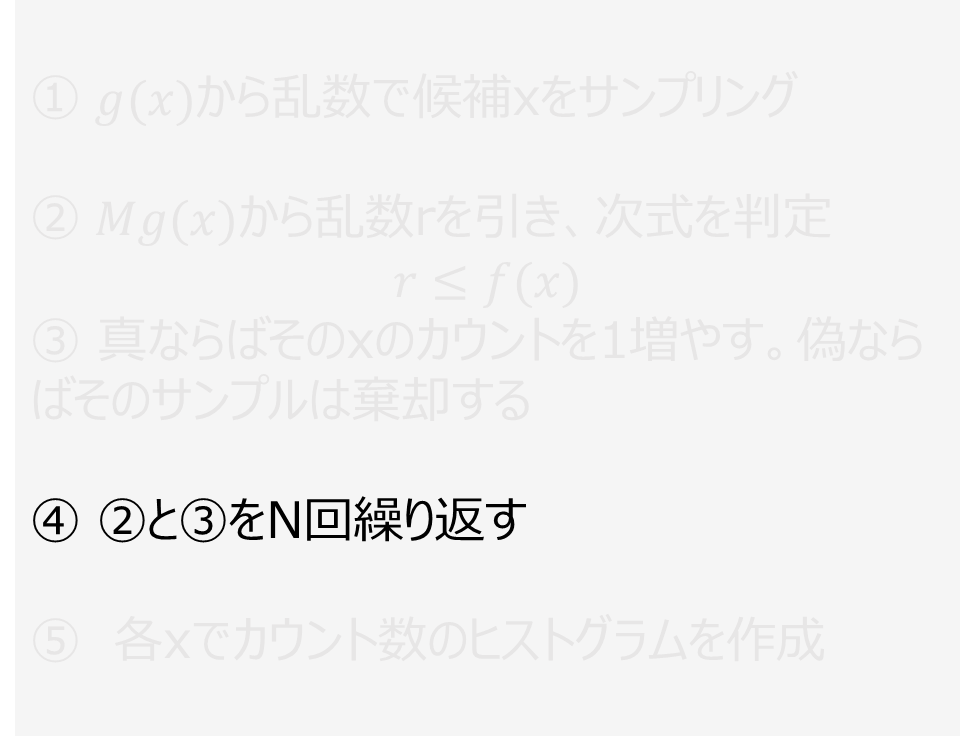 ① g(x)から乱数で候補xをサンプリング
② Mg(x)から乱数rを引き、次式を判定
r ≤ f(x)
③ 真ならばそのxのカウントを1増やす。偽なら
ばそのサンプルは棄却する
④ ②と③をN回繰り返す
⑤ 各xでカウント数のヒストグラムを作成